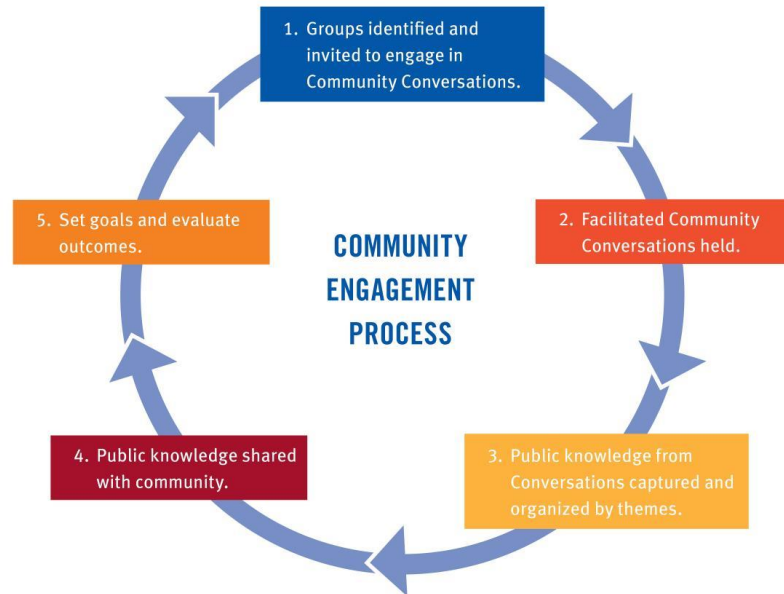 1. Groups identified and
invited to engage in
Community Conversations.
2. Facilitated Community
Conversations held.
3. Public knowledge from
Conversations captured and
organized by themes.
4. Public knowledge shared
with community.
5. Set goals and evaluate
outcomes.
COMMUNITY
ENGAGEMENT
PROCESS